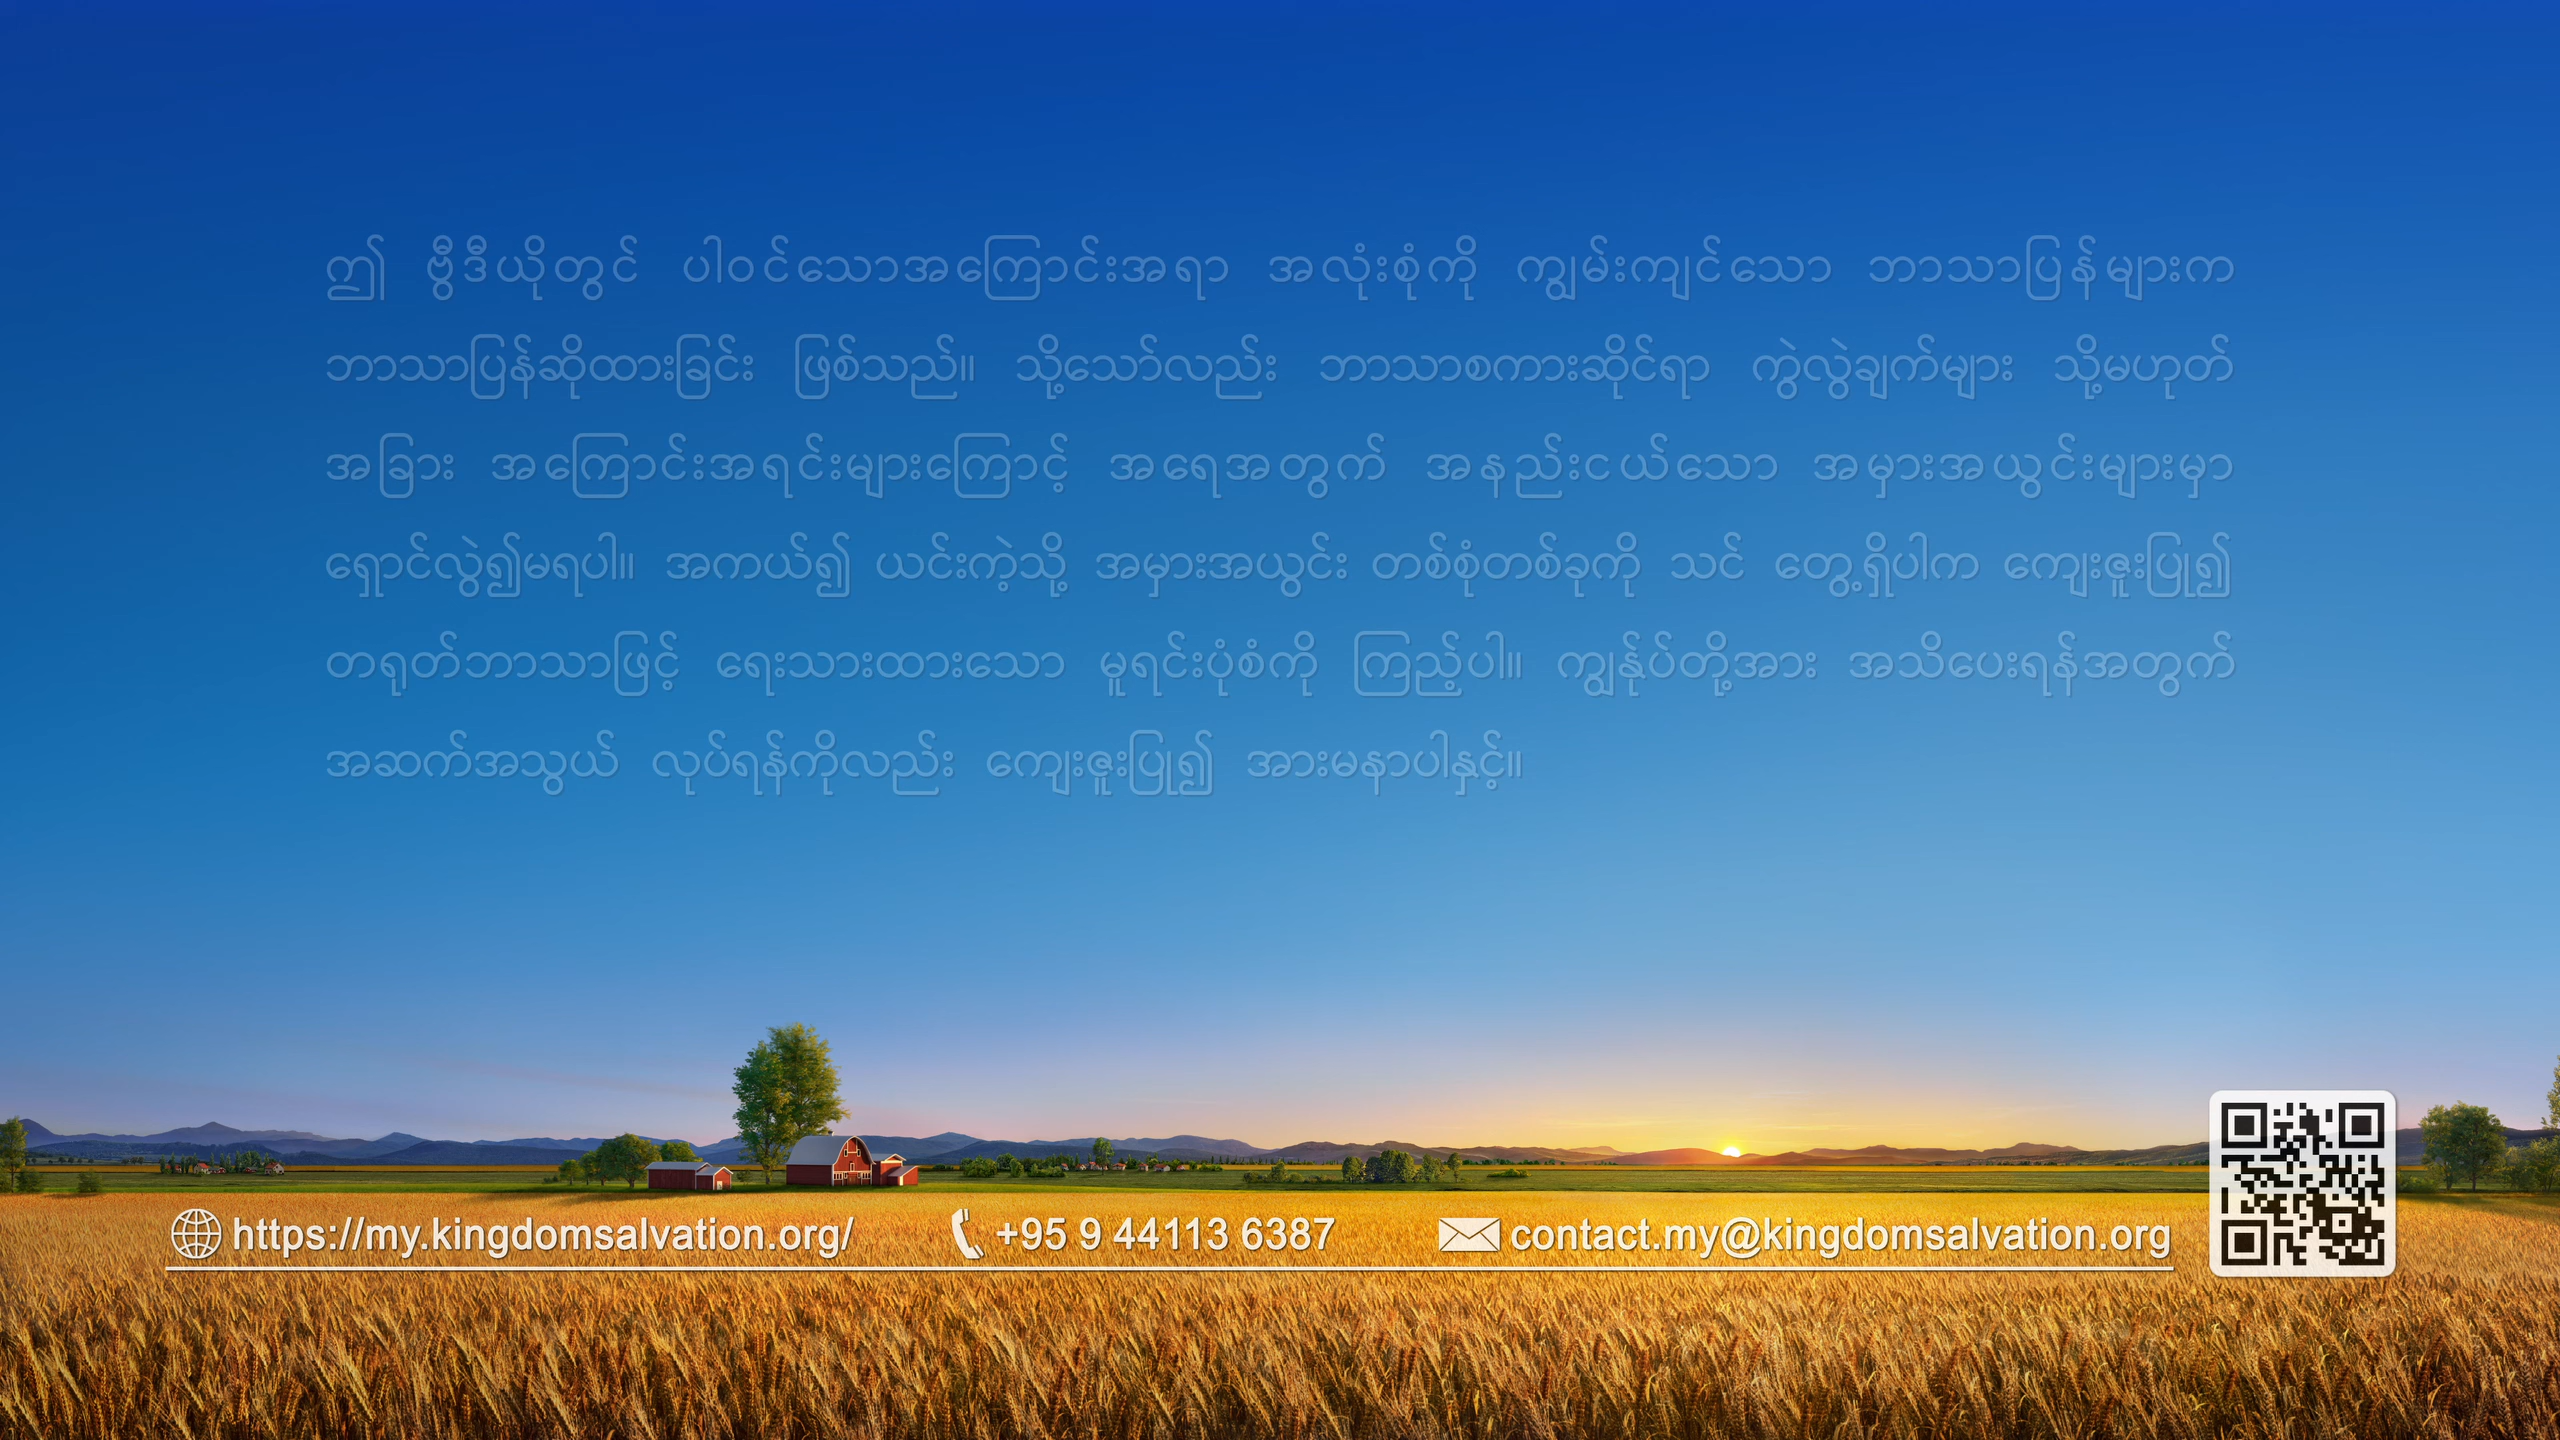 ဤ ဗွီဒီယိုတွင် ပါဝင်သောအကြောင်းအရာ အလုံးစုံကို ကျွမ်းကျင်သော ဘာသာပြန်များက
ဘာသာပြန်ဆိုထားခြင်း ဖြစ်သည်။ သို့သော်လည်း ဘာသာစကားဆိုင်ရာ ကွဲလွဲချက်များ သို့မဟုတ်
အခြား အကြောင်းအရင်းများကြောင့် အရေအတွက် အနည်းငယ်သော အမှားအယွင်းများမှာ
ရှောင်လွှဲ၍မရပါ။ အကယ်၍ ယင်းကဲ့သို့ အမှားအယွင်း တစ်စုံတစ်ခုကို သင် တွေ့ရှိပါက ကျေးဇူးပြု၍
တရုတ်ဘာသာဖြင့် ရေးသားထားသော မူရင်းပုံစံကို ကြည့်ပါ။ ကျွန်ုပ်တို့အား အသိပေးရန်အတွက်
အဆက်အသွယ် လုပ်ရန်ကိုလည်း ကျေးဇူးပြု၍ အားမနာပါနှင့်။
https://my.kingdomsalvation.org/ +95 9 44113 6387 contact.my@kingdomsalvation.org